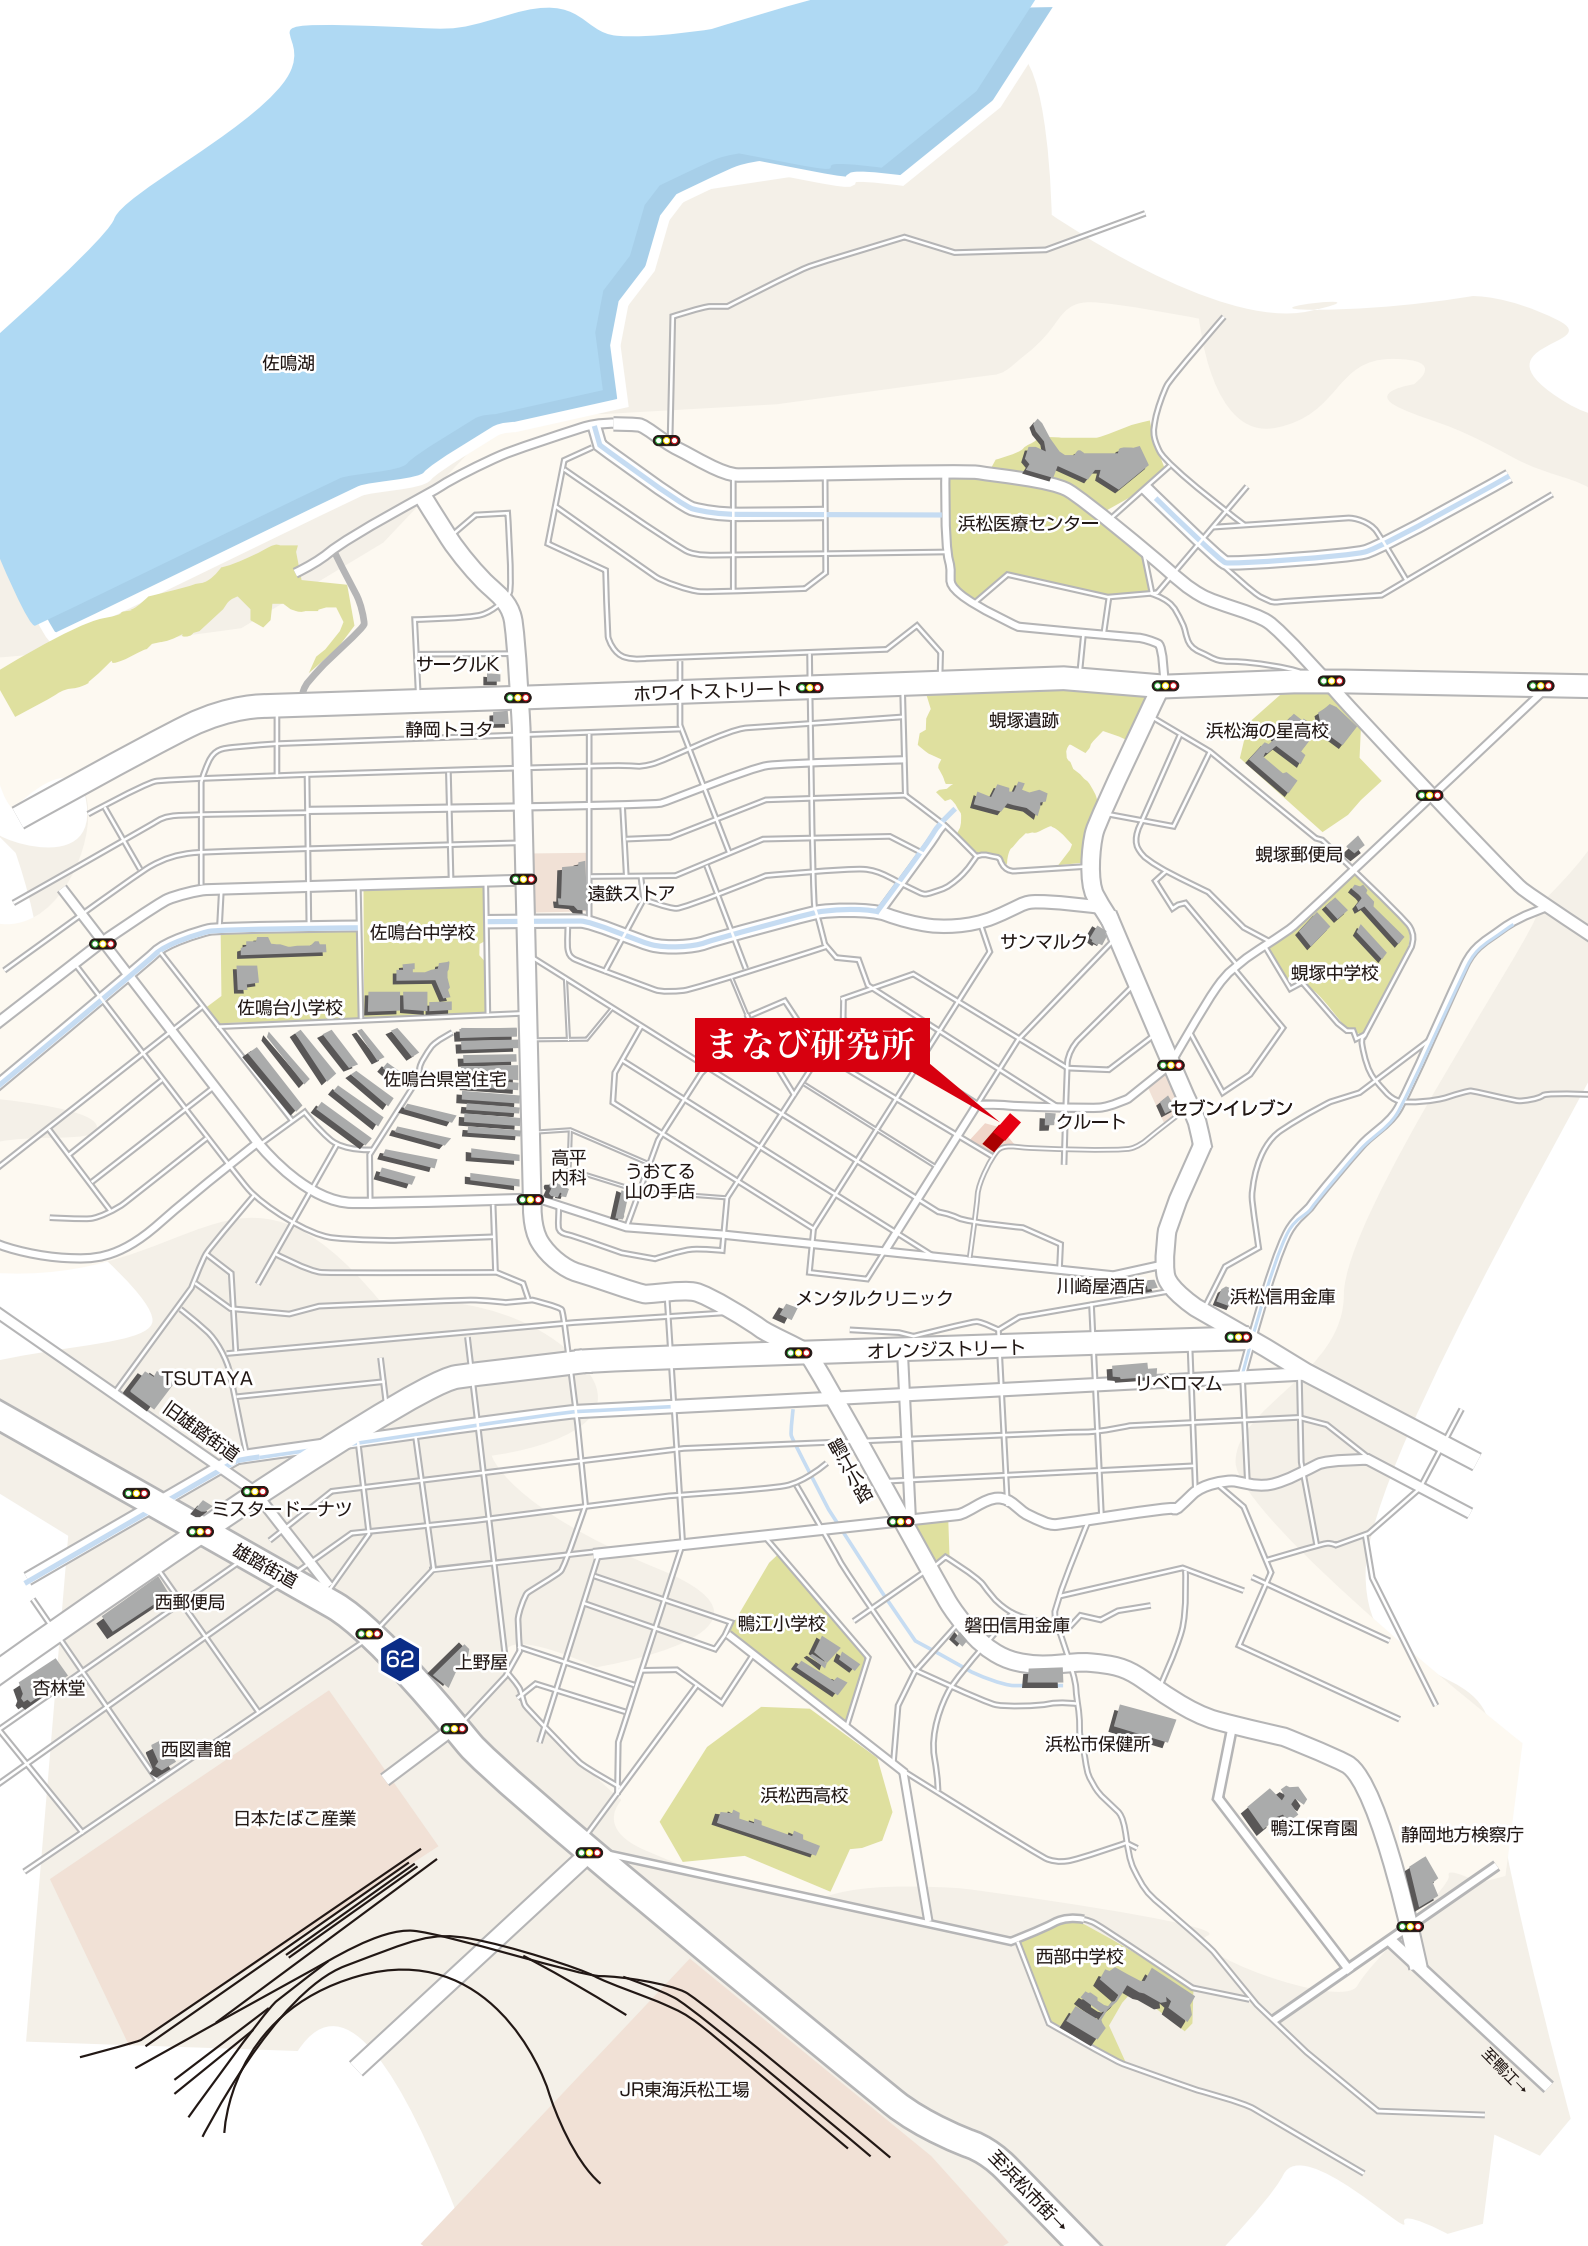 佐鳴湖
浜松医療センター
サークルK
ホワイトストリート
静岡トヨタ
蜆塚遺跡
浜松海の星高校
蜆塚郵便局
遠鉄ストア
佐鳴台中学校
サンマルク
蜆塚中学校
佐鳴台小学校
まなび研究所
佐鳴台県営住宅
セブンイレブン
クルート
高平
内科
うおてる
山の手店
川崎屋酒店
浜松信用金庫
メンタルクリニック
オレンジストリート
TSUTAYA
リベロマム
旧雄踏街道
鴨江小路
ミスタードーナツ
雄踏街道
西郵便局
鴨江小学校
磐田信用金庫
62
上野屋
杏林堂
浜松市保健所
西図書館
浜松西高校
日本たばこ産業
鴨江保育園
静岡地方検察庁
西部中学校
至鴨江→
JR東海浜松工場
至浜松市街→